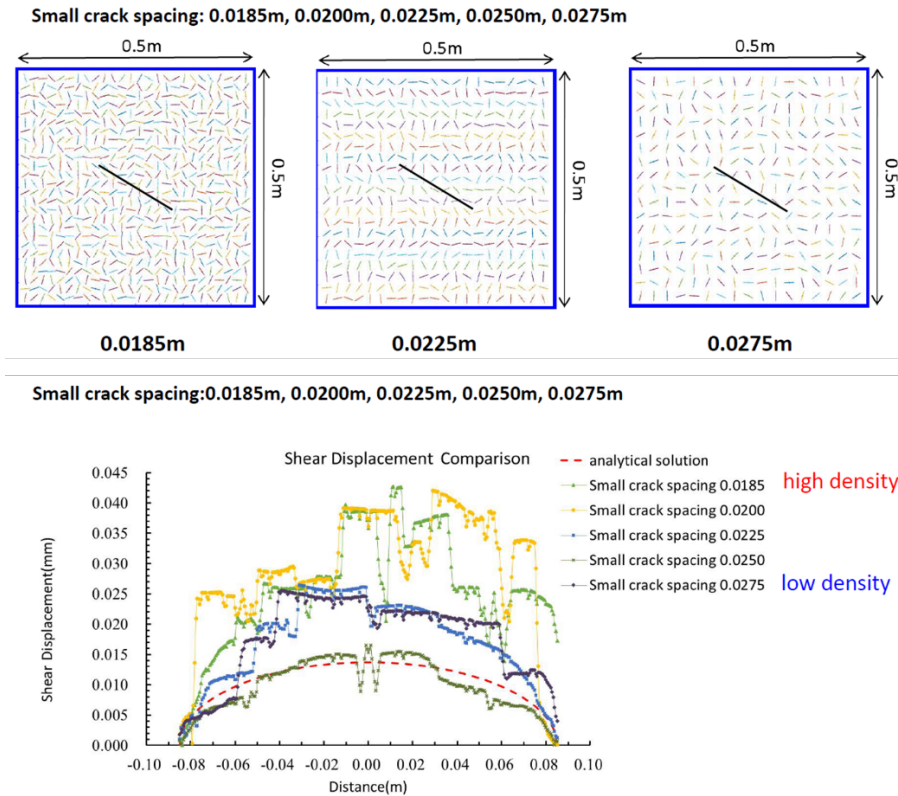 Small crack spacing: 0.0185m, 0.0200m, 0.0225m, 0.0250m, 0.0275m
0.5m
0.5m
0.5m
0.5m
0.5m
0.5m
0.0185m
0.0225m
0.0275m
Small crack spacing:0.0185m, 0.0200m, 0.0225m, 0.0250m, 0.0275m
Shear Displacement Comparison
analytical solution
Small crack spacing 0.0185
high density
Small crack spacing 0.0200
Small crack spacing 0.0225
Small crack spacing 0.0250
Small crack spacing 0.0275
low density
Shear Displacement(mm)
0.045
0.040
0.035
0.030
0.025
0.020
0.015
0.010
0.005
0.000
-0.10 -0.08 -0.06 -0.04 -0.02 0.00 0.02 0.04 0.06 0.08 0.10
Distance(m)